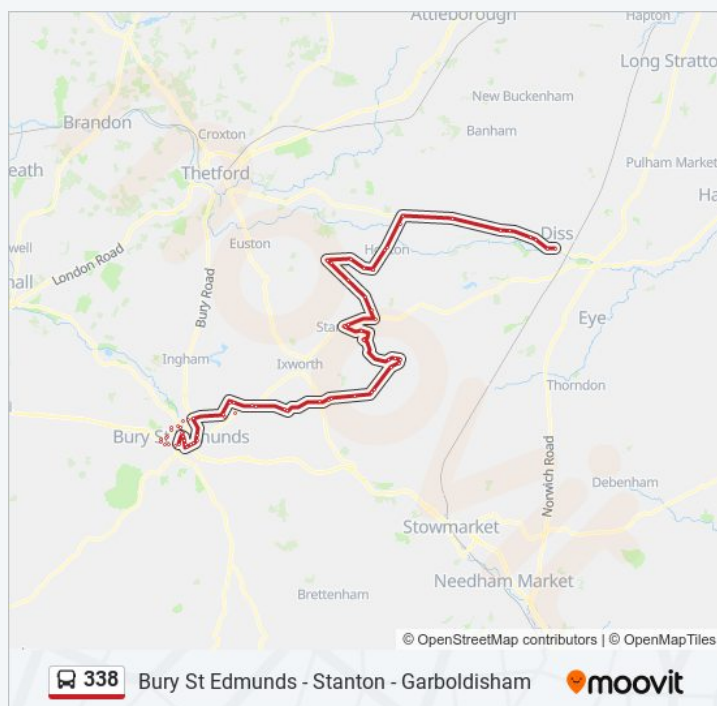 Attleborough
Hapton
Long Stratto
New Buckenham
Brandon
Croxton
Banham
Thetford
eath
Pulham Market
Ha
Euston
Diss
well
London Road
Bury Road
He
on
hall
Eye
Sta
Ingham
Ixworth
Thorndon
Bury St Edmunds
Norwich Road
Debenham
Stowmarket
Needham Market
Brettenham
© OpenStreetMap contributors | © OpenMapTiles
338 Bury St Edmunds - Stanton - Garboldisham moovit